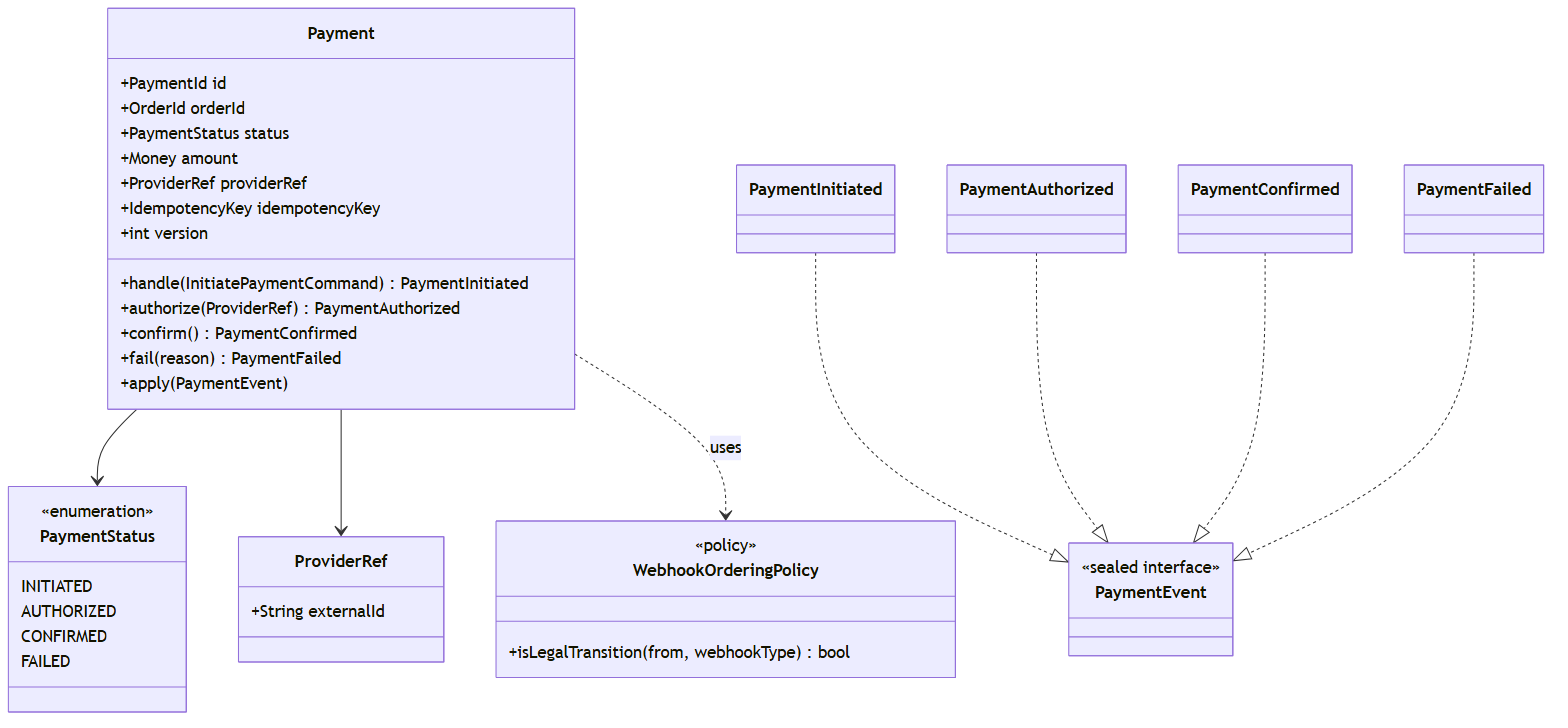 Payment
+PaymentId id
+OrderId orderId
+PaymentStatus status
+Money amount
+ProviderRef providerRef
+IdempotencyKey idempotencyKey
+int version
+handle(InitiatePaymentCommand) : PaymentInitiated
+authorize(ProviderRef) : PaymentAuthorized
+confirm() : PaymentConfirmed
+fail(reason) : PaymentFailed
+apply(PaymentEvent)
PaymentInitiated
PaymentAuthorized
PaymentConfirmed
PaymentFailed
uses
«enumeration»
PaymentStatus
INITIATED
AUTHORIZED
CONFIRMED
FAILED
ProviderRef
+String externalId
«policy»
WebhookOrderingPolicy
+isLegalTransition(from, webhookType) : bool
«sealed interface»
PaymentEvent